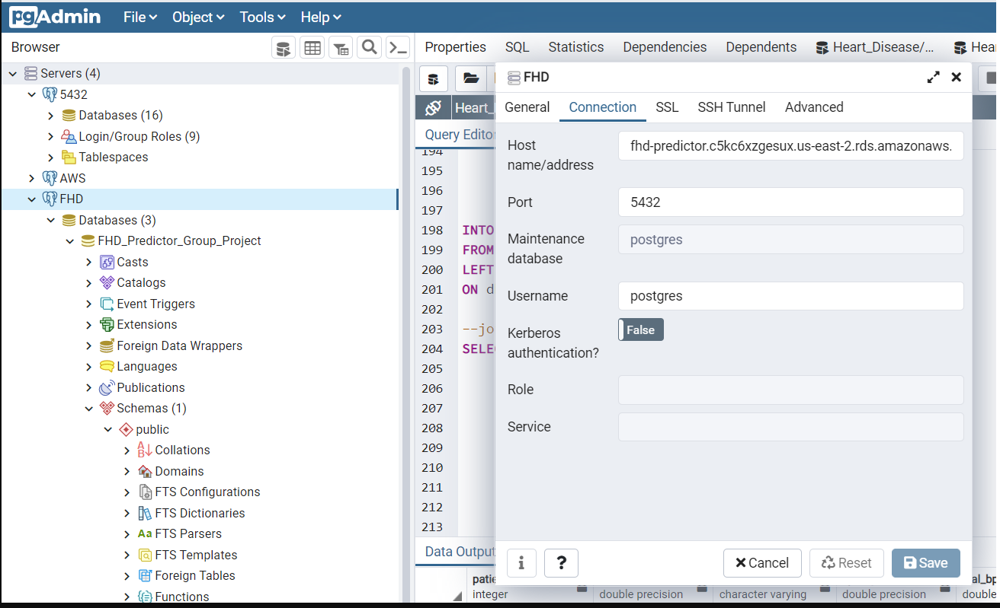 pgAdmin File Object Tools Help
Browser
Properties SQL Statistics Dependencies Dependents Heart_Disease/... Hear
Servers (4)
5432
Databases (16)
Login/Group Roles (9)
Tablespaces
AWS
FHD
Databases (3)
FHD_Predictor_Group_Project
Casts
Catalogs
Event Triggers
Extensions
Foreign Data Wrappers
Languages
Publications
Schemas (1)
public
Collations
Domains
FTS Configurations
FTS Dictionaries
Aa FTS Parsers
FTS Templates
Foreign Tables
Functions
Heart_
Query Editor
194
195
196
197
198 INTO
199 FROM
200 LEFT
201 ON d
202
203 --jo
204 SELE
205
206
207
208
209
210
211
212
213
Data Output
patie
integer
double precision
character varying
double precision
al_bp
double
FHD
General Connection SSL SSH Tunnel Advanced
Host name/address
fhd-predictor.c5kc6xzgesux.us-east-2.rds.amazonaws.
Port
5432
Maintenance database
postgres
Username
postgres
Kerberos authentication?
False
Role
Service
i ? Cancel Reset Save